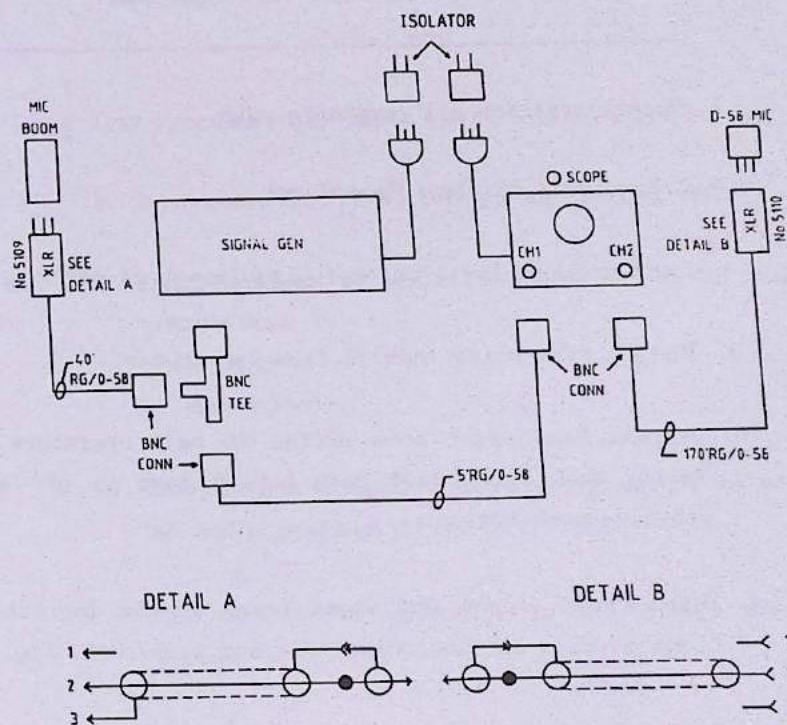 ISOLATOR
MIC
BOOM
D-56 MIC
SCOPE
SIGNAL GEN
CH1
CH2
No 5109
XLR
SEE
DETAIL A
SEE
DETAIL B
XLR
No 5110
40'
RG/0-58
BNC
TEE
BNC
CONN
BNC
CONN
5'RG/0-58
170'RG/0-56
DETAIL A
DETAIL B
1
2
3